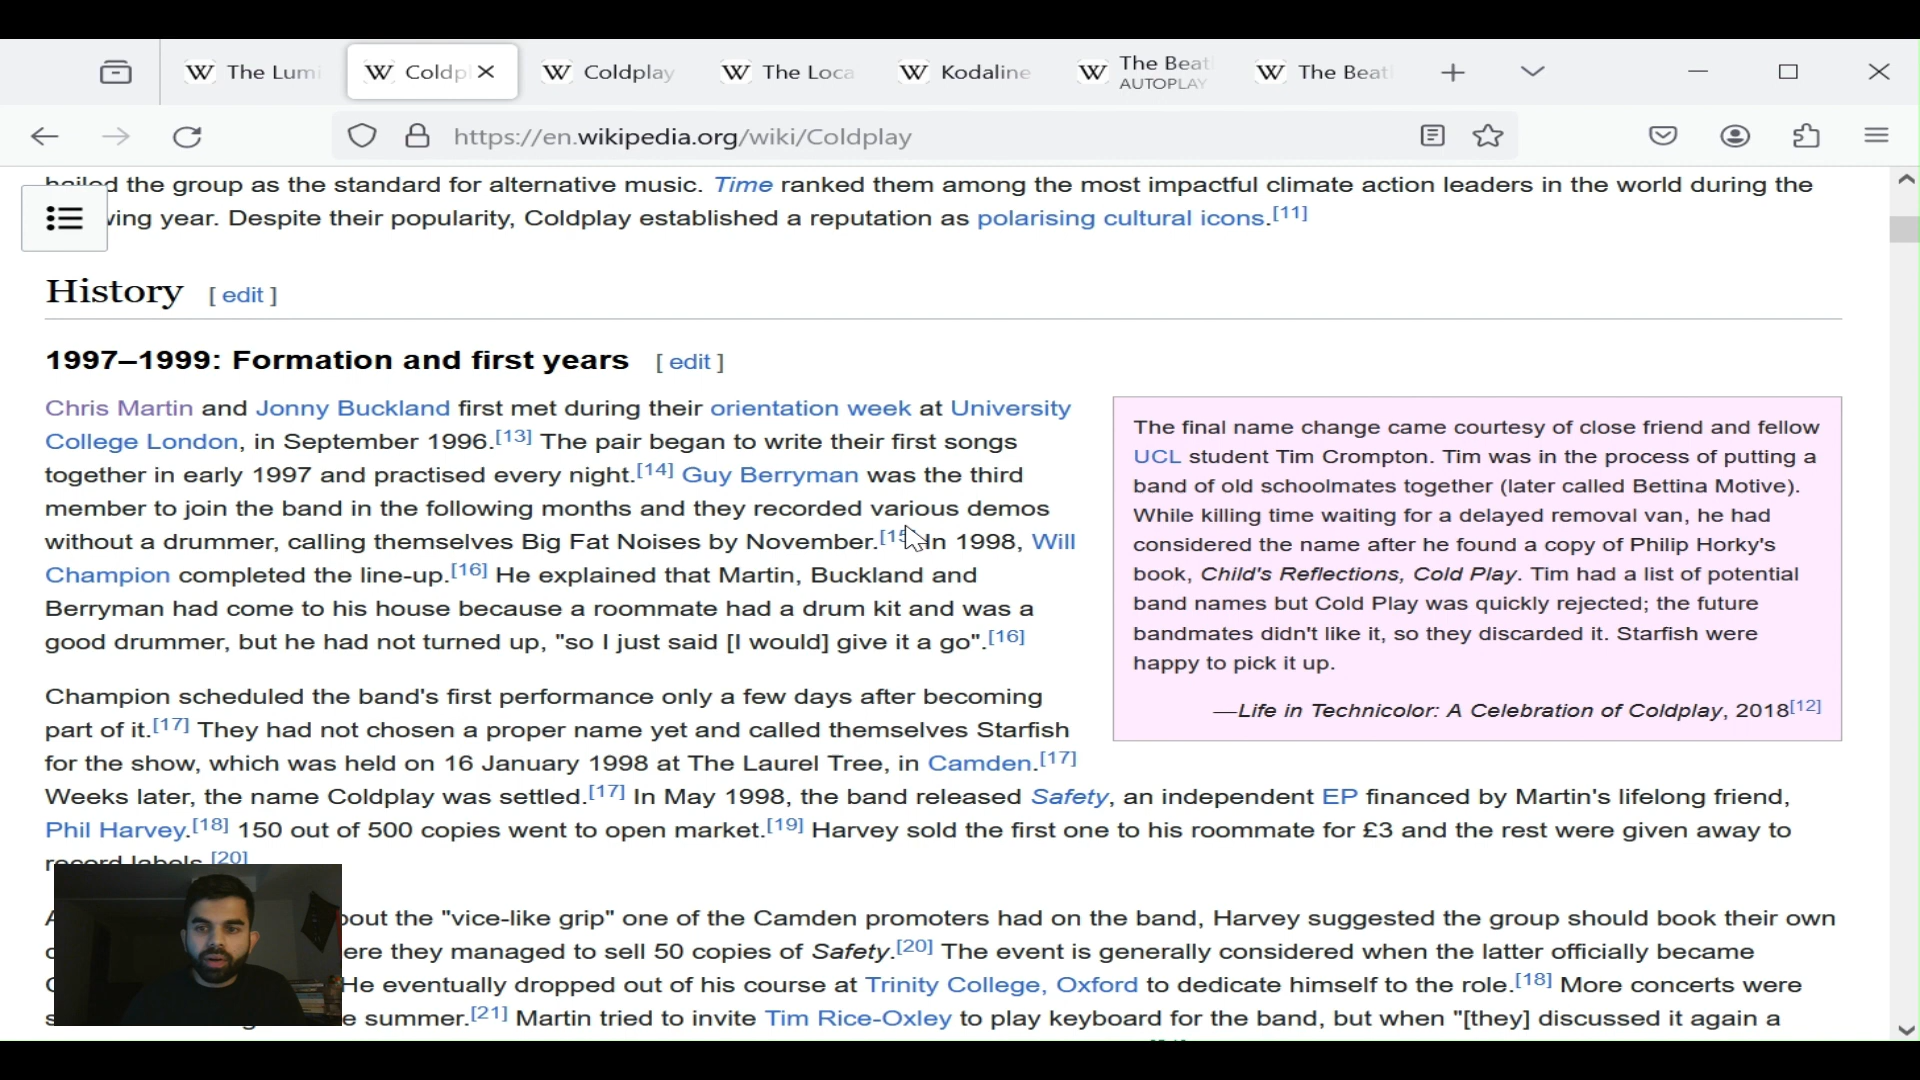 The Lum
Coldpl
Coldplay
The Loca
Kodaline
The Beat
AUTOPLAY
The Beatl
https://en.wikipedia.org/wiki/Coldplay
hailed the group as the standard for alternative music. Time ranked them among the most impactful climate action leaders in the world during the
wing year. Despite their popularity, Coldplay established a reputation as polarising cultural icons.[11]
History [ edit ]
1997–1999: Formation and first years [ edit ]
Chris Martin and Jonny Buckland first met during their orientation week at University
College London, in September 1996.[13] The pair began to write their first songs
together in early 1997 and practised every night.[14] Guy Berryman was the third
member to join the band in the following months and they recorded various demos
without a drummer, calling themselves Big Fat Noises by November.[15] In 1998, Will
Champion completed the line-up.[16] He explained that Martin, Buckland and
Berryman had come to his house because a roommate had a drum kit and was a
good drummer, but he had not turned up, "so I just said [I would] give it a go".[16]
The final name change came courtesy of close friend and fellow
UCL student Tim Crompton. Tim was in the process of putting a
band of old schoolmates together (later called Bettina Motive).
While killing time waiting for a delayed removal van, he had
considered the name after he found a copy of Philip Horky's
book, Child's Reflections, Cold Play. Tim had a list of potential
band names but Cold Play was quickly rejected; the future
bandmates didn't like it, so they discarded it. Starfish were
happy to pick it up.
—Life in Technicolor: A Celebration of Coldplay, 2018[12]
Champion scheduled the band's first performance only a few days after becoming
part of it.[17] They had not chosen a proper name yet and called themselves Starfish
for the show, which was held on 16 January 1998 at The Laurel Tree, in Camden.[17]
Weeks later, the name Coldplay was settled.[17] In May 1998, the band released Safety, an independent EP financed by Martin's lifelong friend,
Phil Harvey.[18] 150 out of 500 copies went to open market.[19] Harvey sold the first one to his roommate for £3 and the rest were given away to
record labels.[20]
bout the "vice-like grip" one of the Camden promoters had on the band, Harvey suggested the group should book their own
ere they managed to sell 50 copies of Safety.[20] The event is generally considered when the latter officially became
He eventually dropped out of his course at Trinity College, Oxford to dedicate himself to the role.[18] More concerts were
e summer.[21] Martin tried to invite Tim Rice-Oxley to play keyboard for the band, but when "[they] discussed it again a